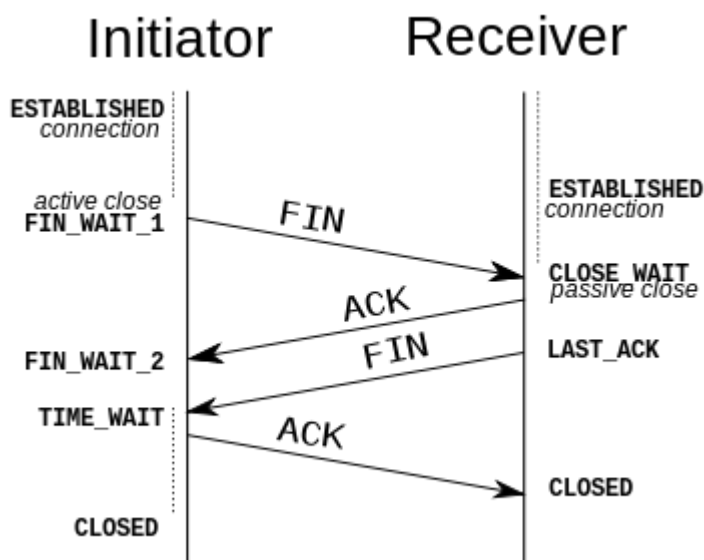 Initiator
Receiver
ESTABLISHED
connection
ESTABLISHED
connection
active close
FIN_WAIT_1
FIN
CLOSE_WAIT
passive close
ACK
FIN_WAIT_2
FIN
LAST_ACK
TIME_WAIT
ACK
CLOSED
CLOSED